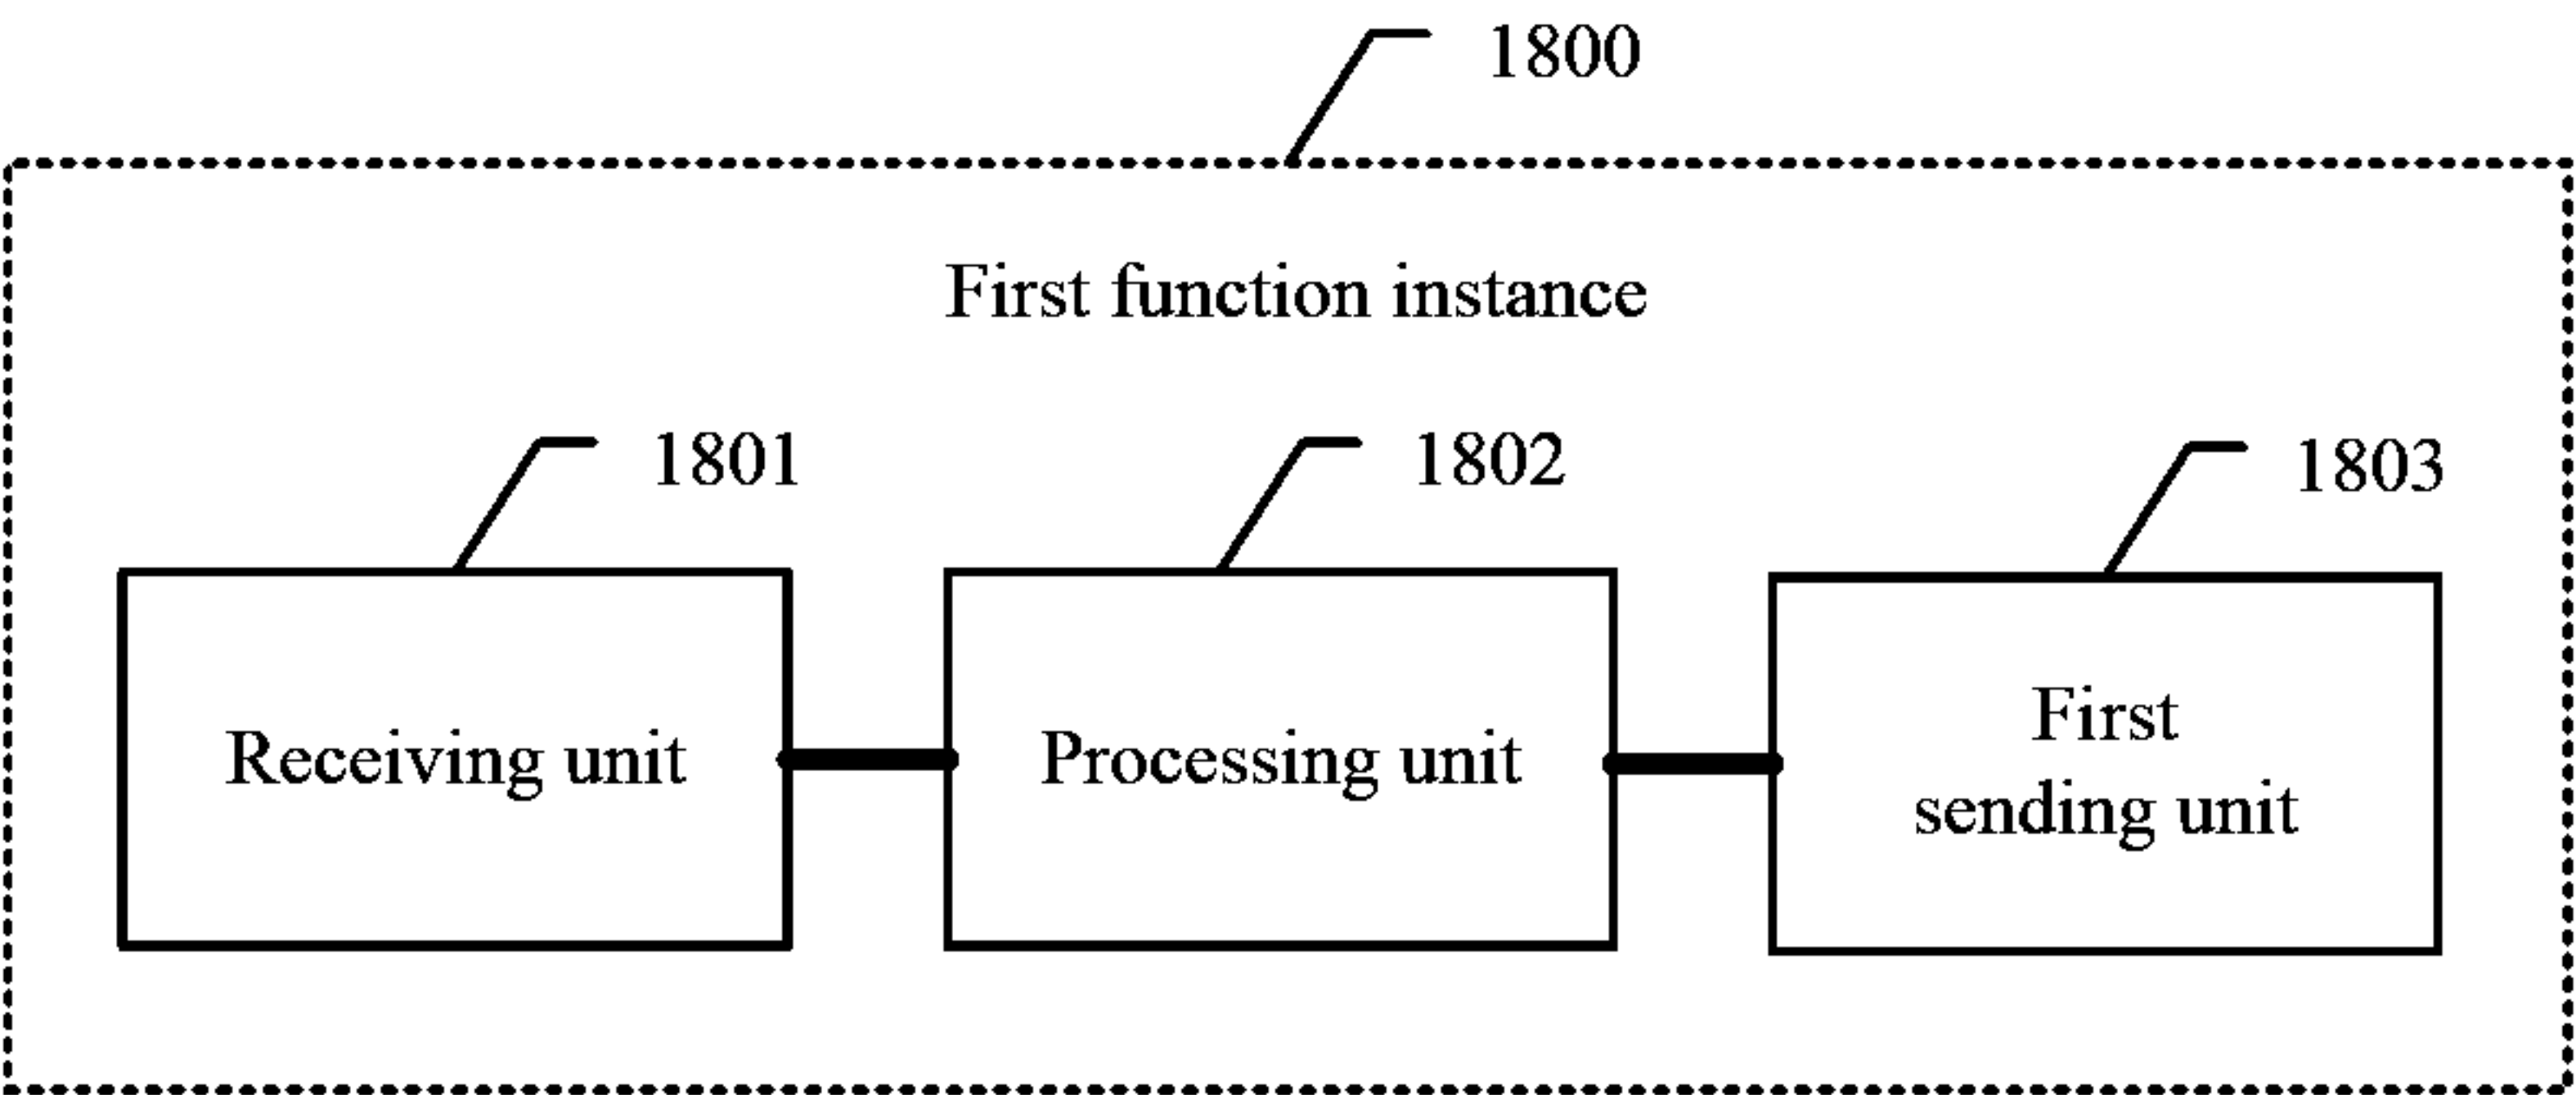 1800
First function instance
1801
1802
1803
Receiving unit
Processing unit
First
sending unit